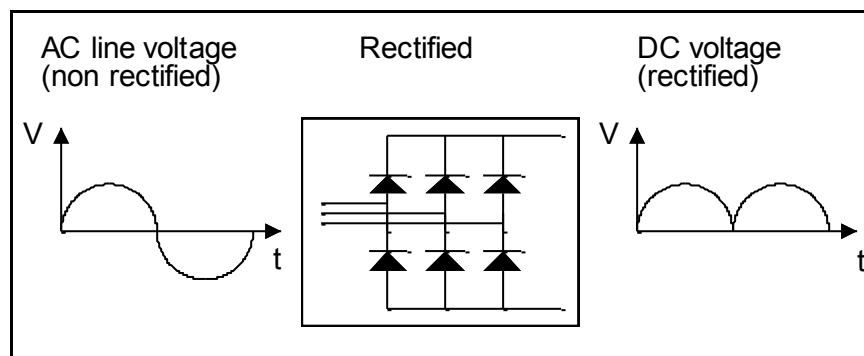 AC line voltage
(non rectified)
Rectified
DC voltage
(rectified)
V
t
V
t